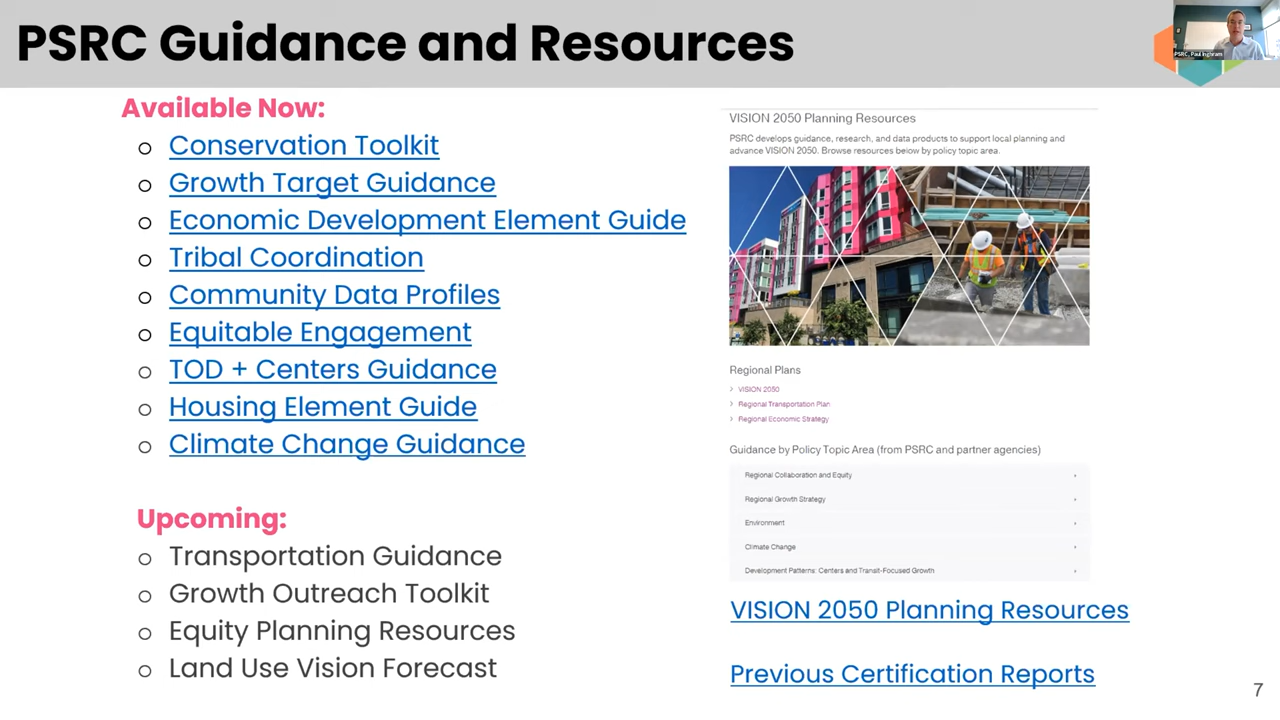 PSRC Guidance and Resources
PSRC, Paul Inghram
Available Now:
Conservation Toolkit
Growth Target Guidance
Economic Development Element Guide
Tribal Coordination
Community Data Profiles
Equitable Engagement
TOD + Centers Guidance
Housing Element Guide
Climate Change Guidance
Upcoming:
Transportation Guidance
Growth Outreach Toolkit
Equity Planning Resources
Land Use Vision Forecast
VISION 2050 Planning Resources
PSRC develops guidance, research, and data products to support local planning and
advance VISION 2050. Browse resources below by policy topic area.
Regional Plans
VISION 2050
Regional Transportation Plan
Regional Economic Strategy
Guidance by Policy Topic Area (from PSRC and partner agencies)
Regional Collaboration and Equity
Regional Growth Strategy
Environment
Climate Change
Development Patterns: Centers and Transit-Focused Growth
VISION 2050 Planning Resources
Previous Certification Reports
7